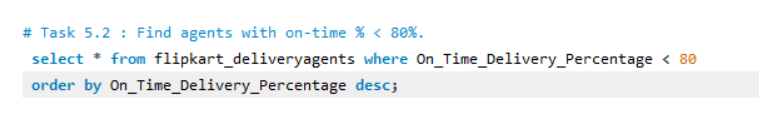 # Task 5.2 : Find agents with on-time % < 80%.
select * from flipkart_deliveryagents where On_Time_Delivery_Percentage < 80
order by On_Time_Delivery_Percentage desc;